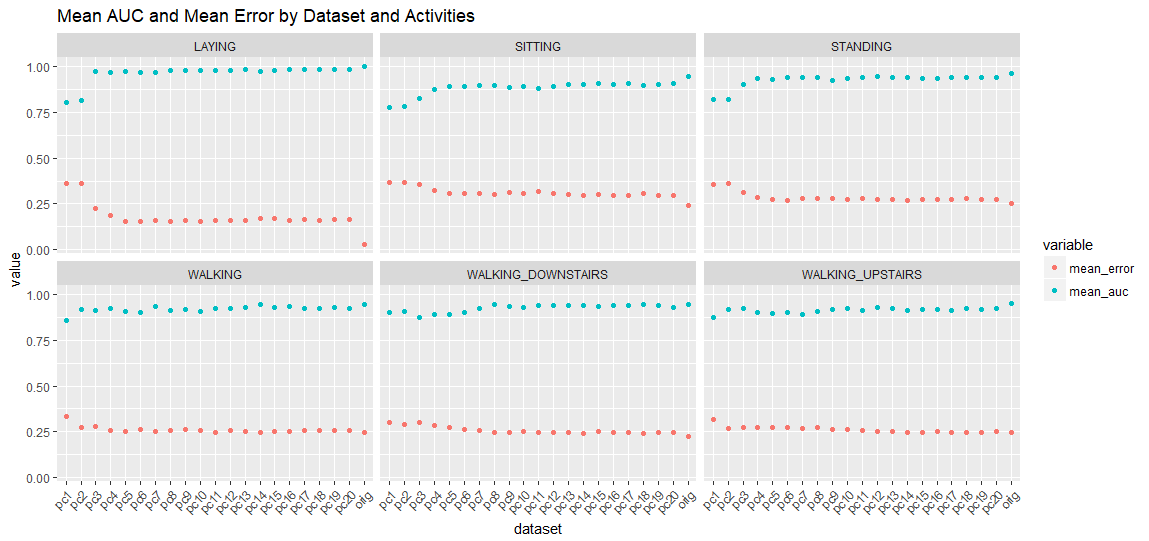 Mean AUC and Mean Error by Dataset and Activities
LAYING SITTING STANDING
1.00
0.75
0.50
0.25
0.00
WALKING WALKING_DOWNSTAIRS WALKING_UPSTAIRS
1.00
0.75
0.50
0.25
0.00
value
pc1 pc2 pc3 pc4 pc5 pc6 pc7 pc8 pc9 pc10 pc11 pc12 pc13 pc14 pc15 pc16 pc17 pc18 pc19 pc20 orig pc1 pc2 pc3 pc4 pc5 pc6 pc7 pc8 pc9 pc10 pc11 pc12 pc13 pc14 pc15 pc16 pc17 pc18 pc19 pc20 orig pc1 pc2 pc3 pc4 pc5 pc6 pc7 pc8 pc9 pc10 pc11 pc12 pc13 pc14 pc15 pc16 pc17 pc18 pc19 pc20 orig
dataset
variable
mean_error
mean_auc